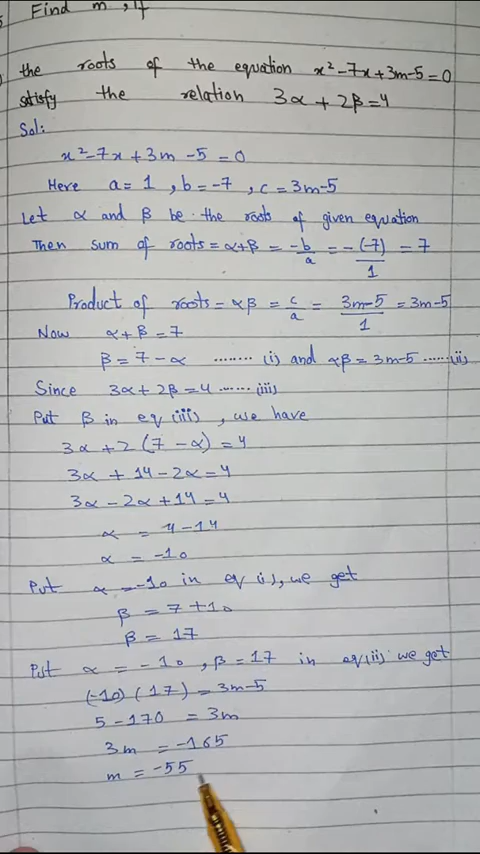 Find m, if
the roots of the equation x²-7x+3m-5=0
satisfy the relation 3α+2β=4
Sol:
x²-7x+3m-5=0
Here a=1, b=-7, c=3m-5
Let α and β be the roots of given equation
Then sum of roots=α+β = -b/a = -(-7)/1 = 7
Product of roots=αβ = c/a = 3m-5/1 = 3m-5
Now α+β=7
β=7-α ........ (i) and αβ=3m-5 ......(ii)
Since 3α+2β=4 ......(iii)
Put β in eq (iii), we have
3α+2(7-α)=4
3α+14-2α=4
3α-2α+14=4
α = 4-14
α = -10
Put α=-10 in eq (i), we get
β = 7+10
β = 17
Put α=-10, β=17 in eq(ii) we get
(-10)(17)=3m-5
5-170 = 3m
3m = -165
m = -55